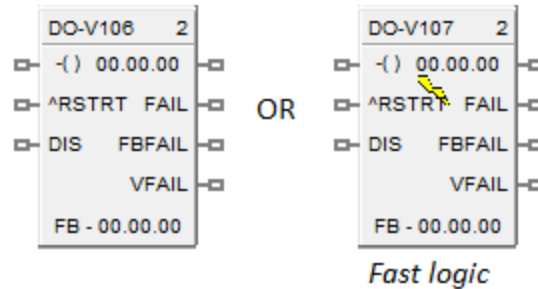 DO-V106 2
-( ) 00.00.00
^RSTRT FAIL
DIS FBFAIL
VFAIL
FB - 00.00.00
OR
DO-V107 2
-( ) 00.00.00
^RSTRT FAIL
DIS FBFAIL
VFAIL
FB - 00.00.00
Fast logic